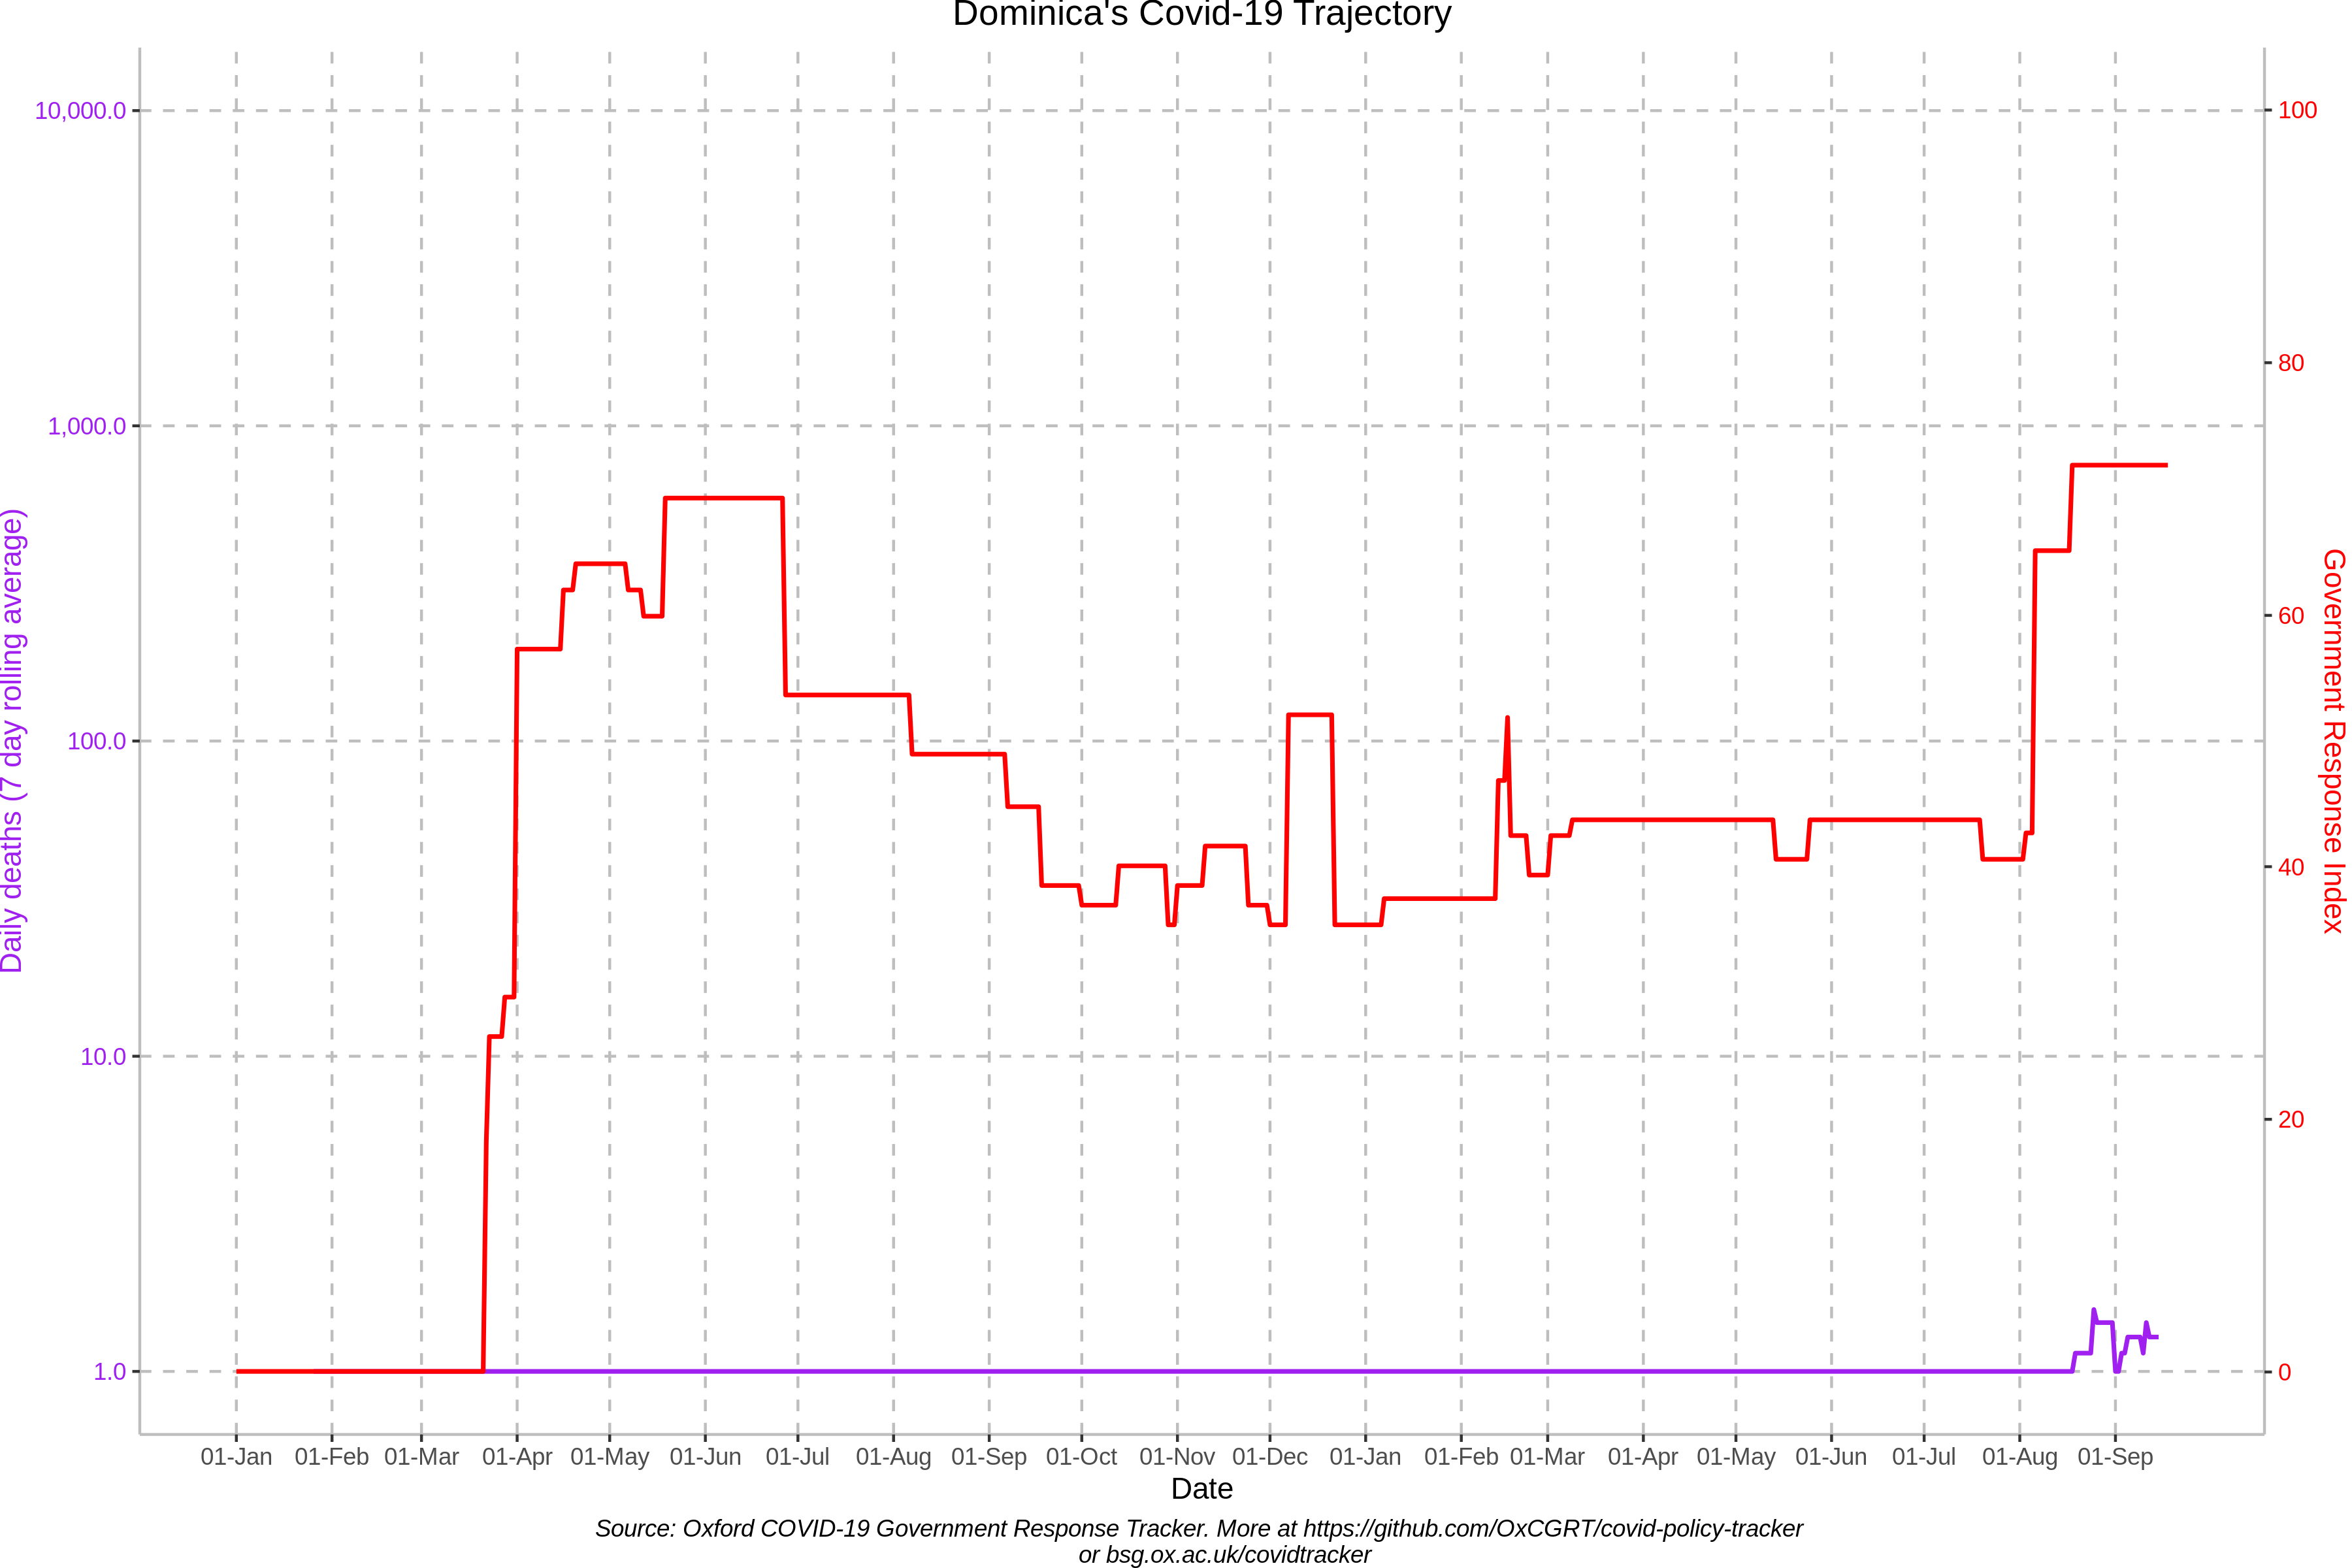 Dominica's Covid-19 Trajectory
10,000.0
1,000.0
100.0
10.0
1.0
Daily deaths (7 day rolling average)
100
80
60
40
20
0
Government Response Index
01-Jan 01-Feb 01-Mar 01-Apr 01-May 01-Jun 01-Jul 01-Aug 01-Sep 01-Oct 01-Nov 01-Dec 01-Jan 01-Feb 01-Mar 01-Apr 01-May 01-Jun 01-Jul 01-Aug 01-Sep
Date
Source: Oxford COVID-19 Government Response Tracker. More at https://github.com/OxCGRT/covid-policy-tracker
or bsg.ox.ac.uk/covidtracker